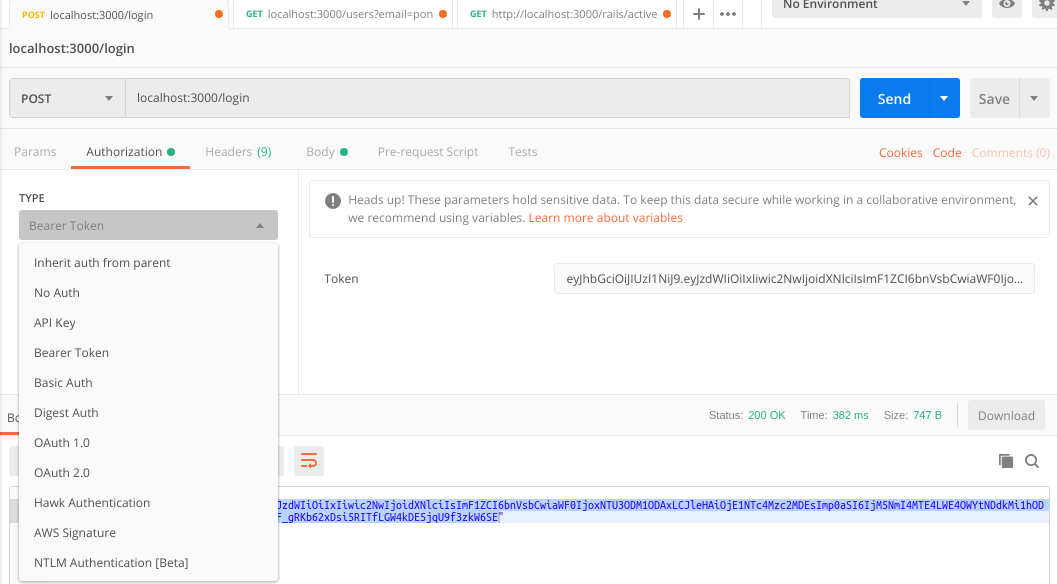 POST localhost:3000/login
GET localhost:3000/users?email=pon
GET http://localhost:3000/rails/active
No Environment
localhost:3000/login
POST
localhost:3000/login
Send
Save
Params
Authorization
Headers (9)
Body
Pre-request Script
Tests
Cookies
Code
Comments (0)
TYPE
Bearer Token
Heads up! These parameters hold sensitive data. To keep this data secure while working in a collaborative environment,
we recommend using variables. Learn more about variables
Token
Inherit auth from parent
No Auth
API Key
Bearer Token
Basic Auth
Digest Auth
OAuth 1.0
OAuth 2.0
Hawk Authentication
AWS Signature
NTLM Authentication [Beta]
Status: 200 OK
Time: 382 ms
Size: 747 B
Download